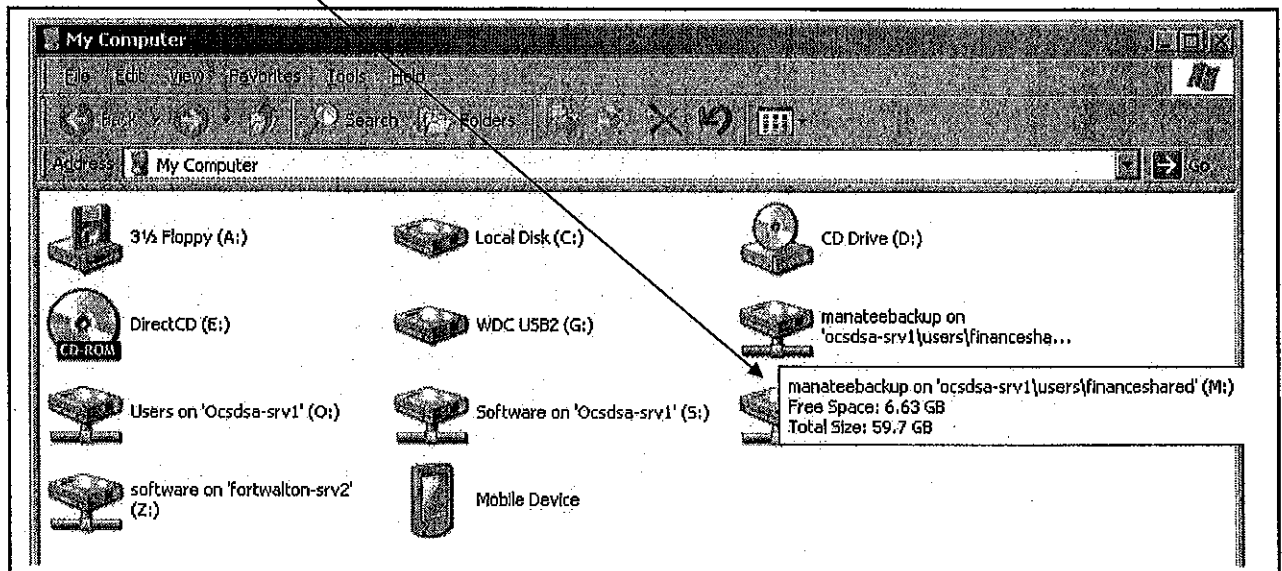 My Computer
File Edit View Favorites Tools Help
Back Search Folders
Address My Computer Go
3½ Floppy (A:) Local Disk (C:) CD Drive (D:)
DirectCD (E:) WDC USB2 (G:) manateebackup on
'ocsdsa-srv1\users\financesha...
CD-ROM
Users on 'Ocsdsa-srv1' (O:) Software on 'Ocsdsa-srv1' (S:) manateebackup on 'ocsdsa-srv1\users\financeshared' (M:)
Free Space: 6.63 GB
Total Size: 59.7 GB
software on 'fortwalton-srv2' Mobile Device
(Z:)